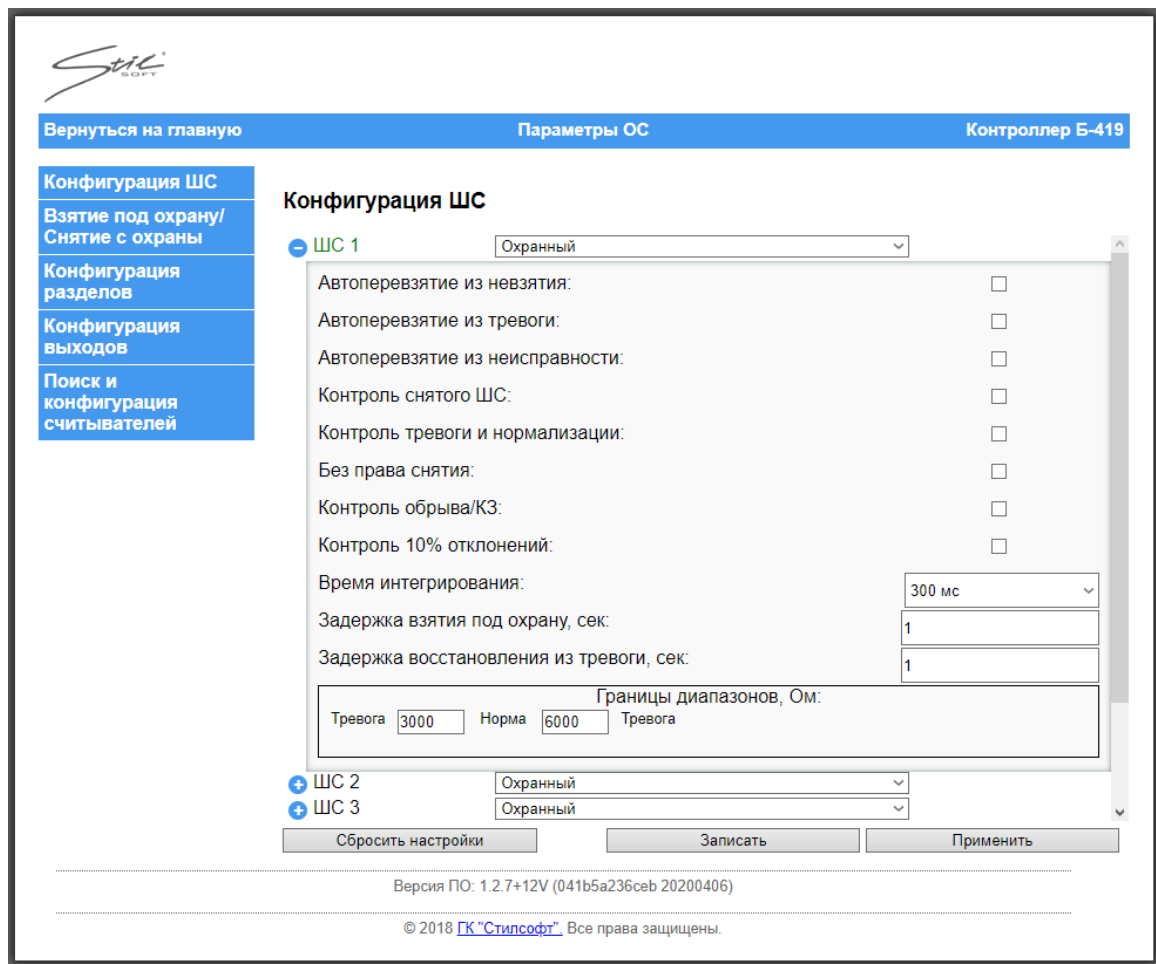 Stil
SOFT
Вернуться на главную Параметры ОС Контроллер Б-419
Конфигурация ШС
Взятие под охрану/
Снятие с охраны
Конфигурация
разделов
Конфигурация
выходов
Поиск и
конфигурация
считывателей
Конфигурация ШС
ШС 1 Охранный
Автоперевзятие из невзятия:
Автоперевзятие из тревоги:
Автоперевзятие из неисправности:
Контроль снятого ШС:
Контроль тревоги и нормализации:
Без права снятия:
Контроль обрыва/КЗ:
Контроль 10% отклонений:
Время интегрирования: 300 мс
Задержка взятия под охрану, сек: 1
Задержка восстановления из тревоги, сек: 1
Границы диапазонов, Ом:
Тревога 3000 Норма 6000 Тревога
ШС 2 Охранный
ШС 3 Охранный
Сбросить настройки Записать Применить
Версия ПО: 1.2.7+12V (041b5a236ceb 20200406)
© 2018 ГК "Стилсофт". Все права защищены.